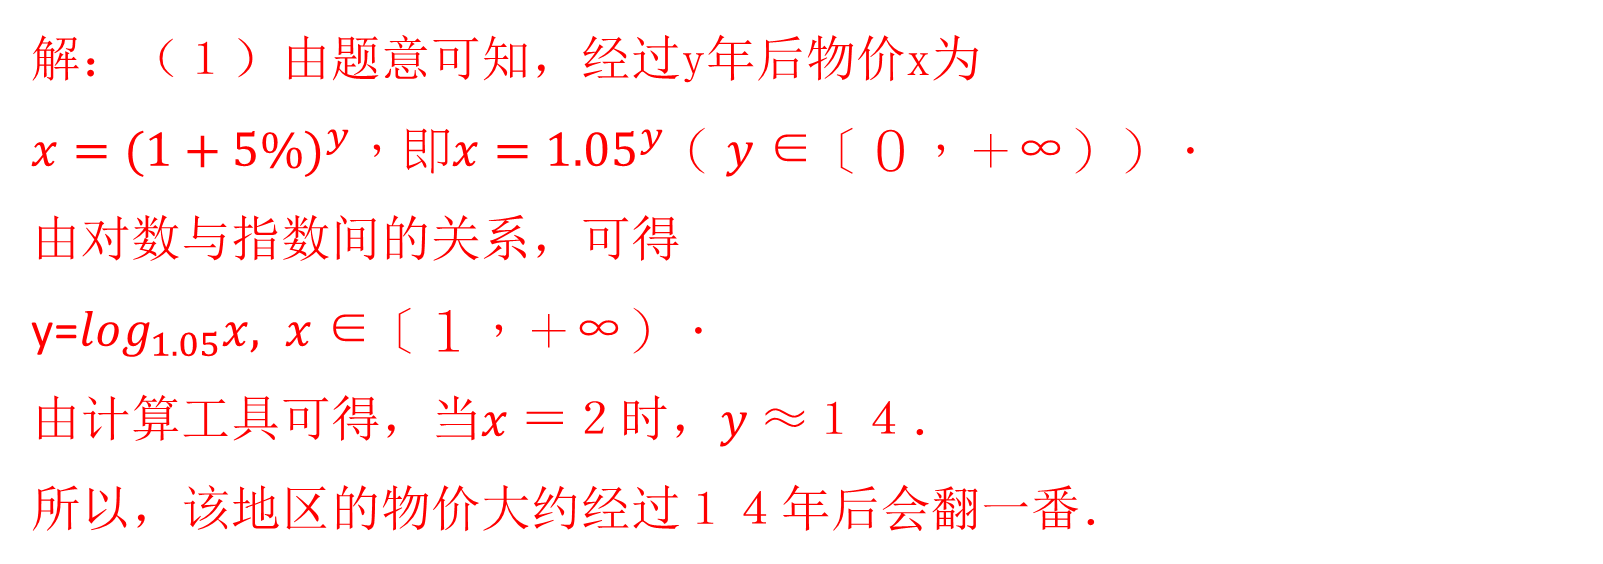 解：（１）由题意可知，经过y年后物价x为
x = (1 + 5%)^y，即x = 1.05^y（ y ∈〔 0 ，+∞））．
由对数与指数间的关系，可得
y=log_{1.05}x, x ∈〔 1 ，+∞）．
由计算工具可得，当x ＝２时，y ≈１４．
所以，该地区的物价大约经过１４年后会翻一番．